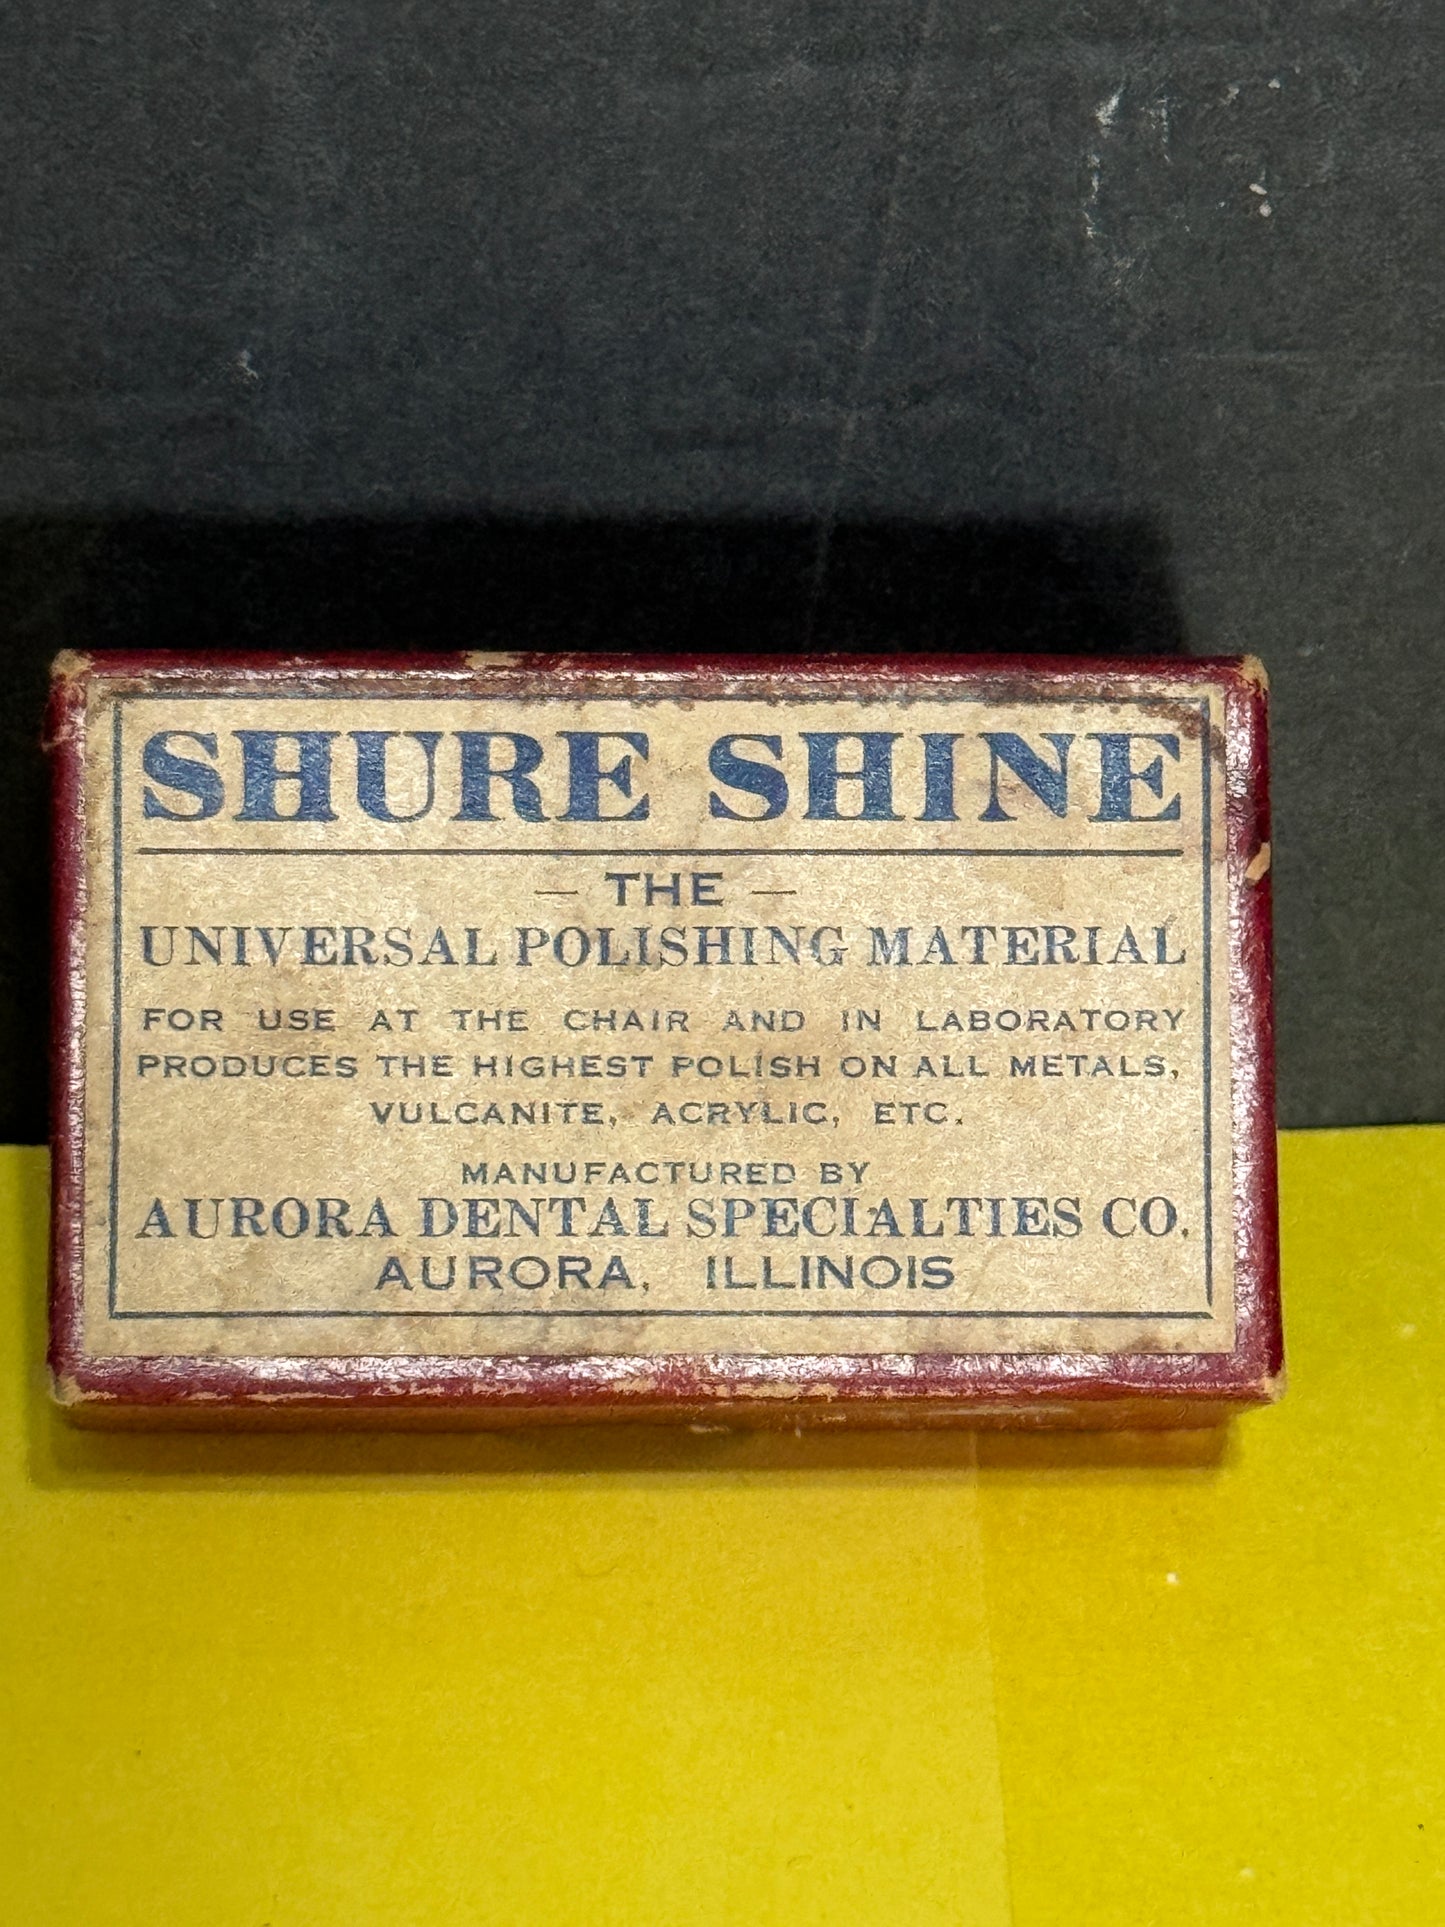 SHURE SHINE
— THE —
UNIVERSAL POLISHING MATERIAL
FOR USE AT THE CHAIR AND IN LABORATORY
PRODUCES THE HIGHEST POLISH ON ALL METALS,
VULCANITE, ACRYLIC, ETC.
MANUFACTURED BY
AURORA DENTAL SPECIALTIES CO.
AURORA, ILLINOIS